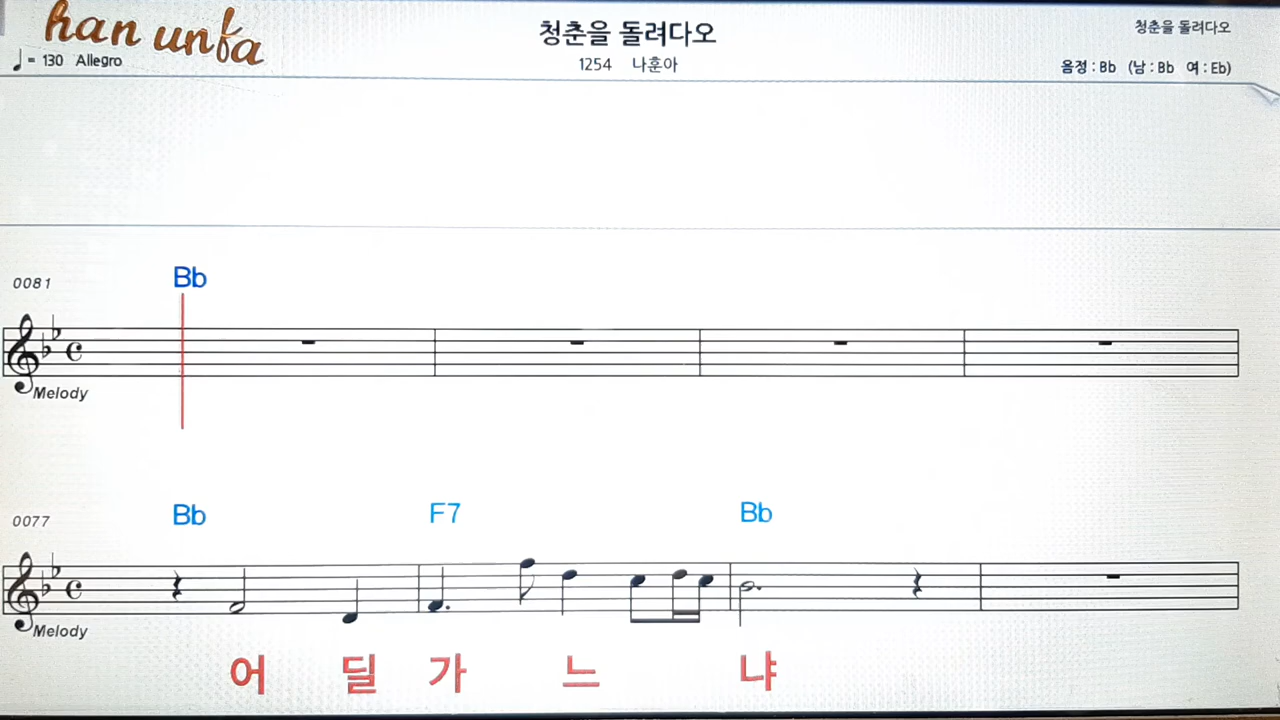 han unfa
청춘을 돌려다오
청춘을 돌려다오
♩= 130 Allegro
1254 나훈아
음정 : Bb (남 : Bb 여 : Eb)
0081
Bb
Melody
0077
Bb F7 Bb
Melody
어 딜 가 느 냐